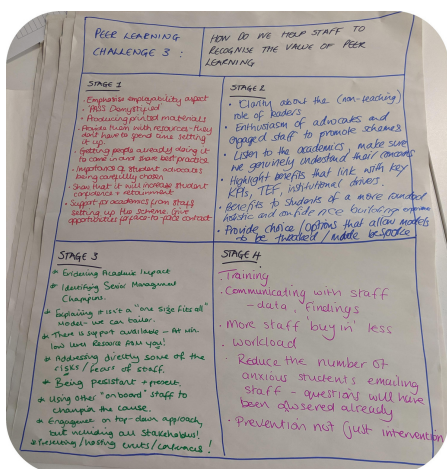 PEER LEARNING
CHALLENGE 3 :
HOW DO WE HELP STAFF TO
RECOGNISE THE VALUE OF PEER
LEARNING
STAGE 1
• Emphasise employability aspect
• PASS Demystified
• Producing printed materials
• Provide them with resources - they
don't have to spend time setting
it up.
• Getting people already doing it
to come in and share best practice.
• Importance of student advocates
being carefully chosen
• Show that it will increase student
confidence + attainment
• Support for academics from staff
setting up the scheme. Give
opportunities for face-to-face contact
STAGE 2
• Clarity about the (non-teaching)
role of leaders
• Enthusiasm of advocates and
engaged staff to promote schemes
• Listen to the academics, make sure
we genuinely understand their concerns
• Highlight benefits that link with key
KPIs, TEF, institutional drivers.
• Benefits to students of a more rounded
holistic and confidence building experience
• Provide choice / options that allow models
to be tweaked / made bespoke
STAGE 3
* Evidencing Academic Impact
* Identifying Senior Management
Champions.
* Explaining it isn't a "one size fits all"
model - we can tailor.
* There is support available - At
low level Resource
* Addressing directly some of the
risks / fears of staff.
* Being persistant + present,
* Using other "onboard" staff to
champion the cause.
* Engagement on top-down approach,
but including all Stakeholders!
* Presenting / hosting events / conferences!
STAGE 4
• Training
• Communicating with staff
– data, findings
• More staff 'buy in' less
workload
• Reduce the number of
anxious students emailing
staff - questions will have
been answered already
• Prevention not (just intervention